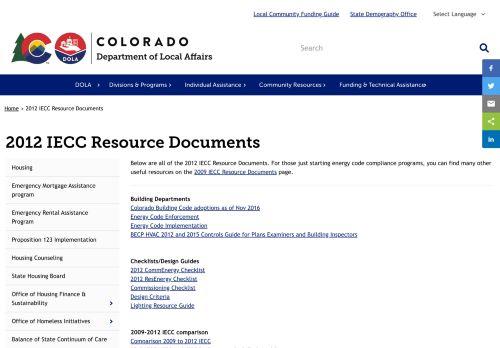 Local Community Funding Guide
State Demography Office
Select Language
COLORADO
Department of Local Affairs
DOLA
Search
DOLA
Divisions & Programs
Individual Assistance
Community Resources
Funding & Technical Assistance
Home > 2012 IECC Resource Documents
2012 IECC Resource Documents
Housing
Emergency Mortgage Assistance
program
Emergency Rental Assistance
Program
Proposition 123 Implementation
Housing Counseling
State Housing Board
Office of Housing Finance &
Sustainability
Office of Homeless Initiatives
Balance of State Continuum of Care
Below are all of the 2012 IECC Resource Documents. For those just starting energy code compliance programs, you can find many other
useful resources on the 2009 IECC Resource Documents page.
Building Departments
Colorado Building Code adoptions as of Nov 2016
Energy Code Enforcement
Energy Code Implementation
BECP HVAC 2012 and 2015 Controls Guide for Plans Examiners and Building Inspectors
Checklists/Design Guides
2012 CommEnergy Checklist
2012 ResEnergy Checklist
Commissioning Checklist
Design Criteria
Lighting Resource Guide
2009-2012 IECC comparison
Comparison 2009 to 2012 IECC